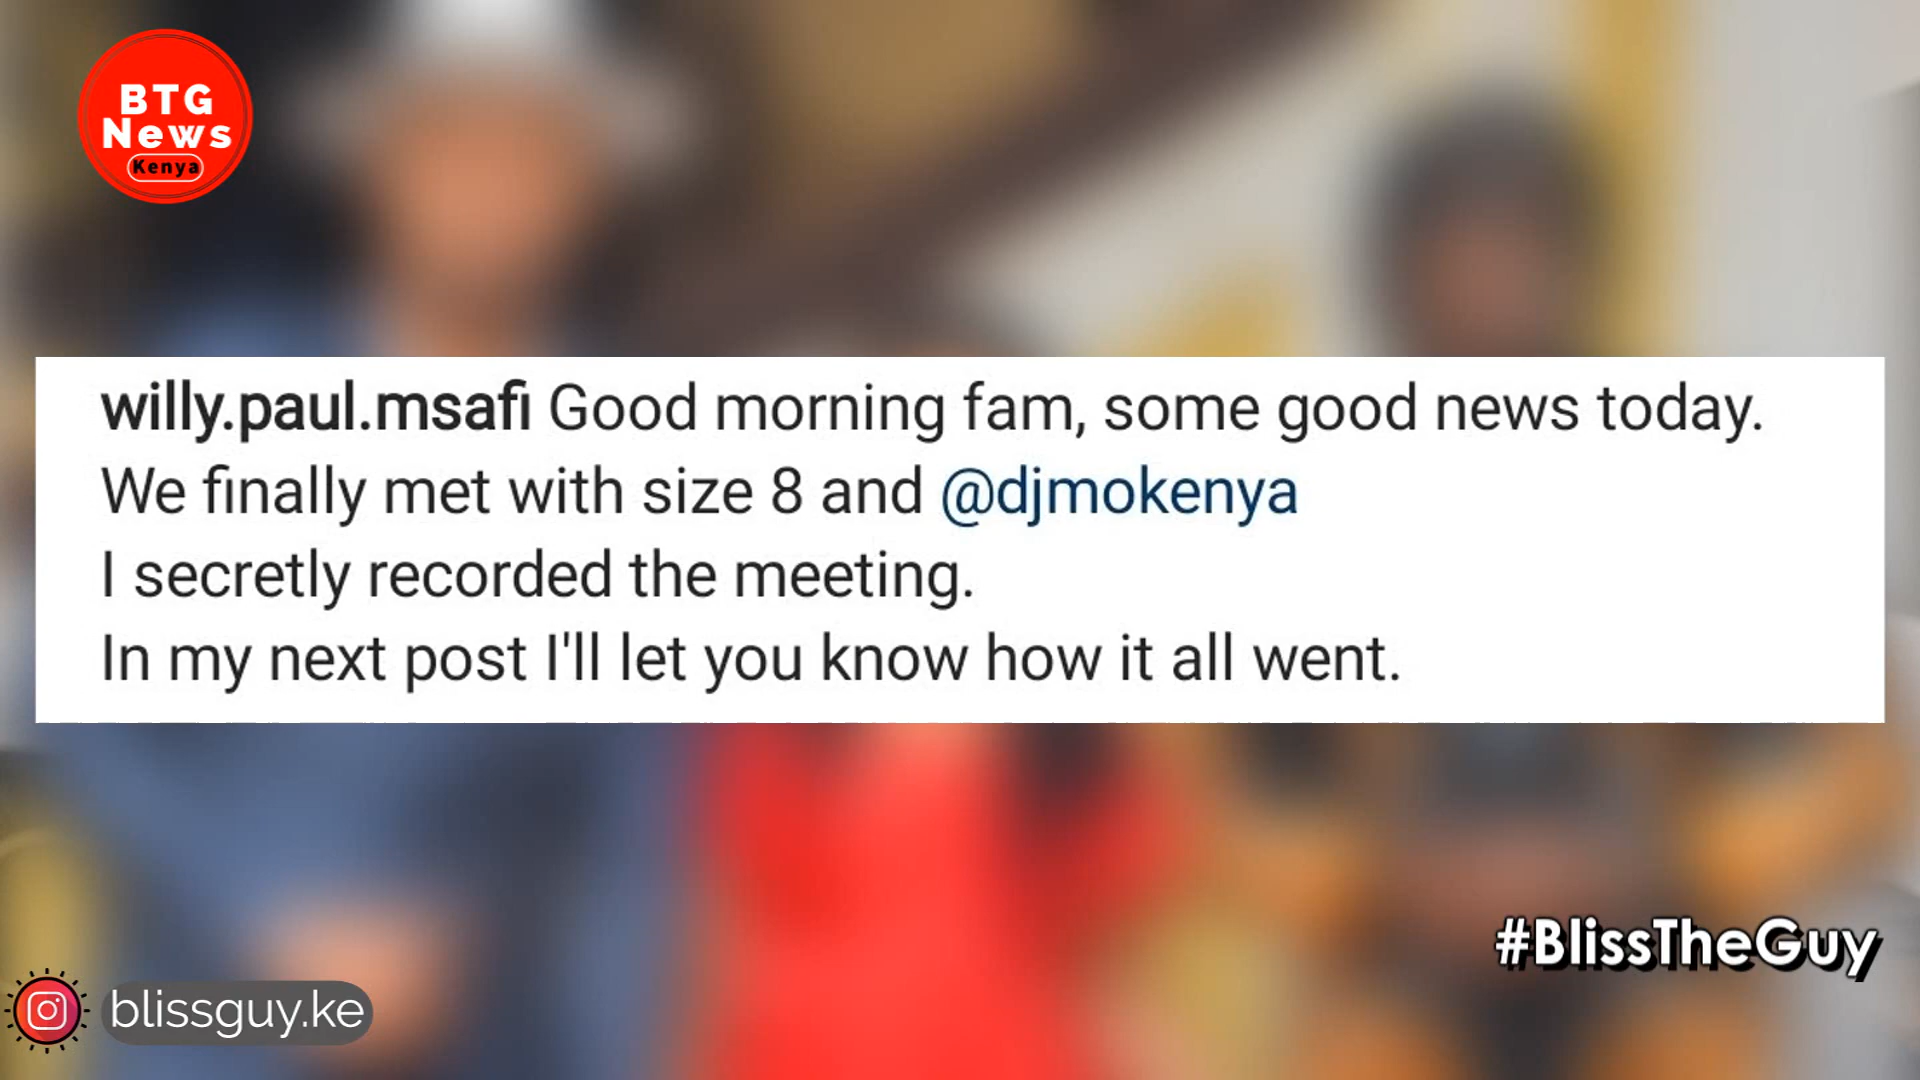 BTG
News
Kenya
willy.paul.msafi Good morning fam, some good news today.
We finally met with size 8 and @djmokenya
I secretly recorded the meeting.
In my next post I'll let you know how it all went.
#BlissTheGuy
blissguy.ke